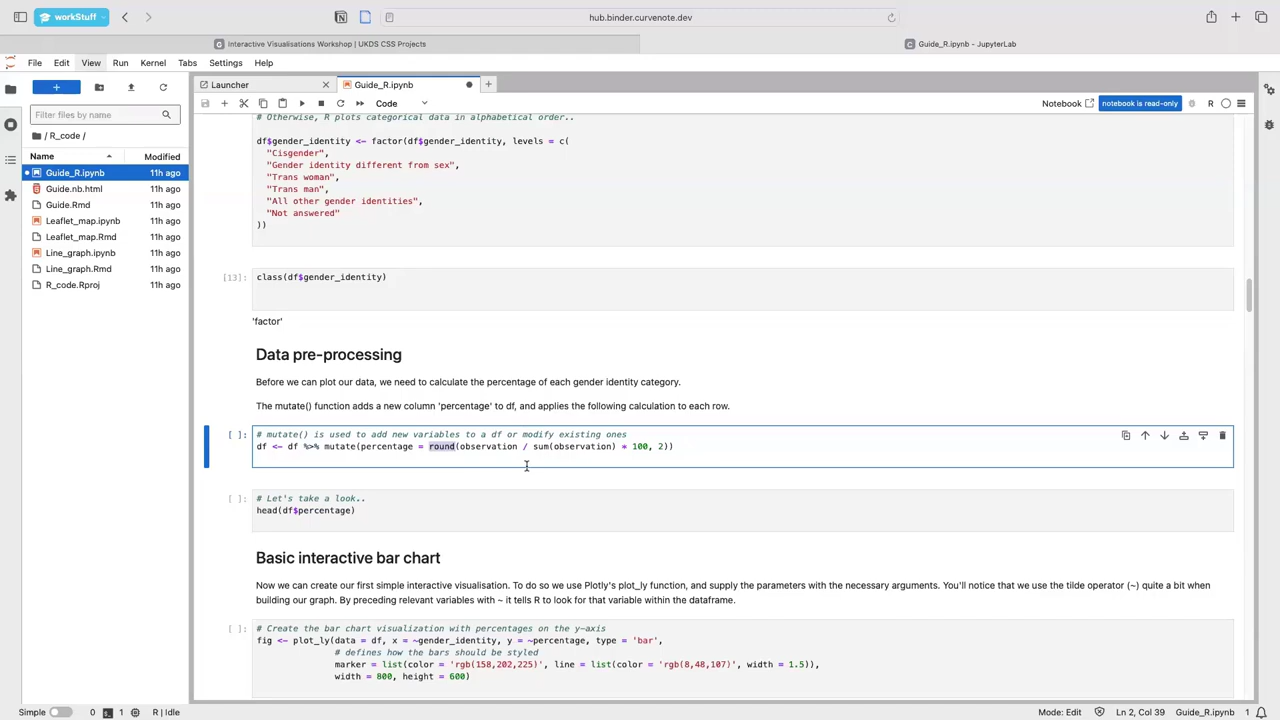 workStuff
hub.binder.curvenote.dev
Interactive Visualisations Workshop | UKDS CSS Projects
Guide_R.ipynb - JupyterLab
File Edit View Run Kernel Tabs Settings Help
Launcher
Guide_R.ipynb
Code
Notebook
notebook is read-only
R
Filter files by name
/ R_code /
Name Modified
Guide_R.ipynb 11h ago
Guide.nb.html 11h ago
Guide.Rmd 11h ago
Leaflet_map.ipynb 11h ago
Leaflet_map.Rmd 11h ago
Line_graph.ipynb 11h ago
Line_graph.Rmd 11h ago
R_code.Rproj 11h ago
# Otherwise, R plots categorical data in alphabetical order..
df$gender_identity <- factor(df$gender_identity, levels = c(
"Cisgender",
"Gender identity different from sex",
"Trans woman",
"Trans man",
"All other gender identities",
"Not answered"
))
[13]: class(df$gender_identity)
'factor'
Data pre-processing
Before we can plot our data, we need to calculate the percentage of each gender identity category.
The mutate() function adds a new column 'percentage' to df, and applies the following calculation to each row.
[ ]: # mutate() is used to add new variables to a df or modify existing ones
df <- df %>% mutate(percentage = round(observation / sum(observation) * 100, 2))
[ ]: # Let's take a look..
head(df$percentage)
Basic interactive bar chart
Now we can create our first simple interactive visualisation. To do so we use Plotly's plot_ly function, and supply the parameters with the necessary arguments. You'll notice that we use the tilde operator (~) quite a bit when
building our graph. By preceding relevant variables with ~ it tells R to look for that variable within the dataframe.
[ ]: # Create the bar chart visualization with percentages on the y-axis
fig <- plot_ly(data = df, x = ~gender_identity, y = ~percentage, type = 'bar',
# defines how the bars should be styled
marker = list(color = 'rgb(158,202,225)', line = list(color = 'rgb(8,48,107)', width = 1.5)),
width = 800, height = 600)
Simple 0 1 R | Idle Mode: Edit Ln 2, Col 39 Guide_R.ipynb 1